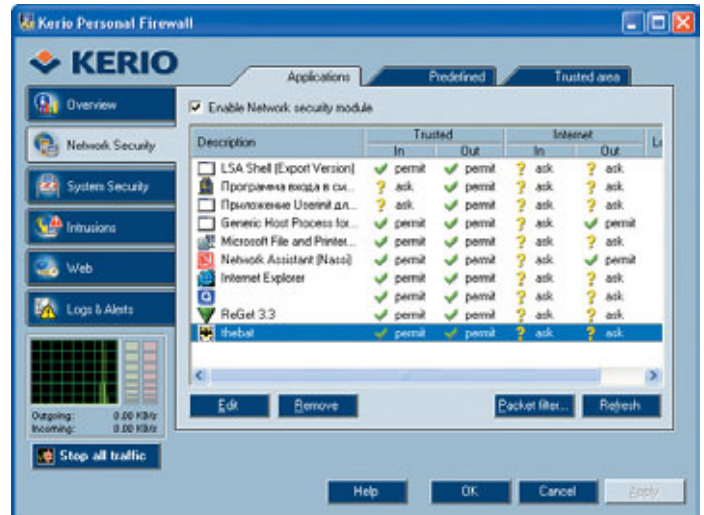 Kerio Personal Firewall
KERIO
Applications Predefined Trusted area
Overview
Network Security
System Security
Intrusions
Web
Logs & Alerts
Enable Network security module
Description Trusted Internet
In Out In Out
LSA Shell (Export Version) permit permit ask ask
Программа входа в си... ask permit ask ask
Приложение Userinit дл... ask permit ask ask
Generic Host Process for... permit permit ask permit
Microsoft File and Printer... permit permit ask ask
Network Assistant (Nassi) permit permit ask permit
Internet Explorer permit permit ask ask
permit permit ask ask
ReGet 3.3 permit permit ask ask
thebat permit permit ask ask
Edit Remove Packet filter... Refresh
Outgoing: 0.00 KB/s
Incoming: 0.00 KB/s
Stop all traffic
Help OK Cancel Apply